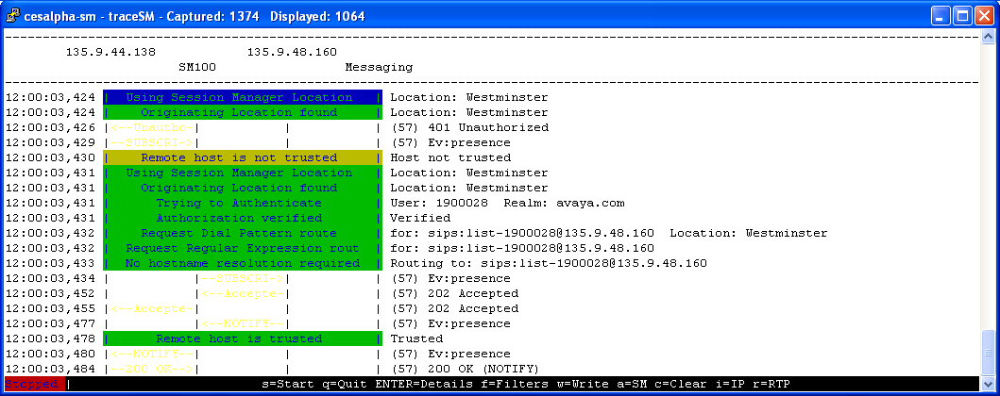 cesalpha-sm - traceSM - Captured: 1374   Displayed: 1064
135.9.44.138             135.9.48.160
SM100                  Messaging
12:00:03,424 |  Using Session Manager Location   | Location: Westminster
12:00:03,424 |    Originating Location found     | Location: Westminster
12:00:03,426 |<--Unautho-|           |           | (57) 401 Unauthorized
12:00:03,429 |--SUBSCRI->|           |           | (57) Ev:presence
12:00:03,430 |    Remote host is not trusted     | Host not trusted
12:00:03,431 |  Using Session Manager Location   | Location: Westminster
12:00:03,431 |    Originating Location found     | Location: Westminster
12:00:03,431 |      Trying to Authenticate       | User: 1900028  Realm: avaya.com
12:00:03,431 |      Authorization verified       | Verified
12:00:03,432 |    Request Dial Pattern route     | for: sips:list-1900028@135.9.48.160  Location: Westminster
12:00:03,432 |  Request Regular Expression rout  | for: sips:list-1900028@135.9.48.160
12:00:03,433 |  No hostname resolution required  | Routing to: sips:list-1900028@135.9.48.160
12:00:03,434 |           |--SUBSCRI->|           | (57) Ev:presence
12:00:03,452 |           |<--Accepte-|           | (57) 202 Accepted
12:00:03,455 |<--Accepte-|           |           | (57) 202 Accepted
12:00:03,477 |           |<--NOTIFY--|           | (57) Ev:presence
12:00:03,478 |      Remote host is trusted       | Trusted
12:00:03,480 |<--NOTIFY--|           |           | (57) Ev:presence
12:00:03,484 |--200 OK-->|           |           | (57) 200 OK (NOTIFY)
Stopped |                         s=Start q=Quit ENTER=Details f=Filters w=Write a=SM c=Clear i=IP r=RTP